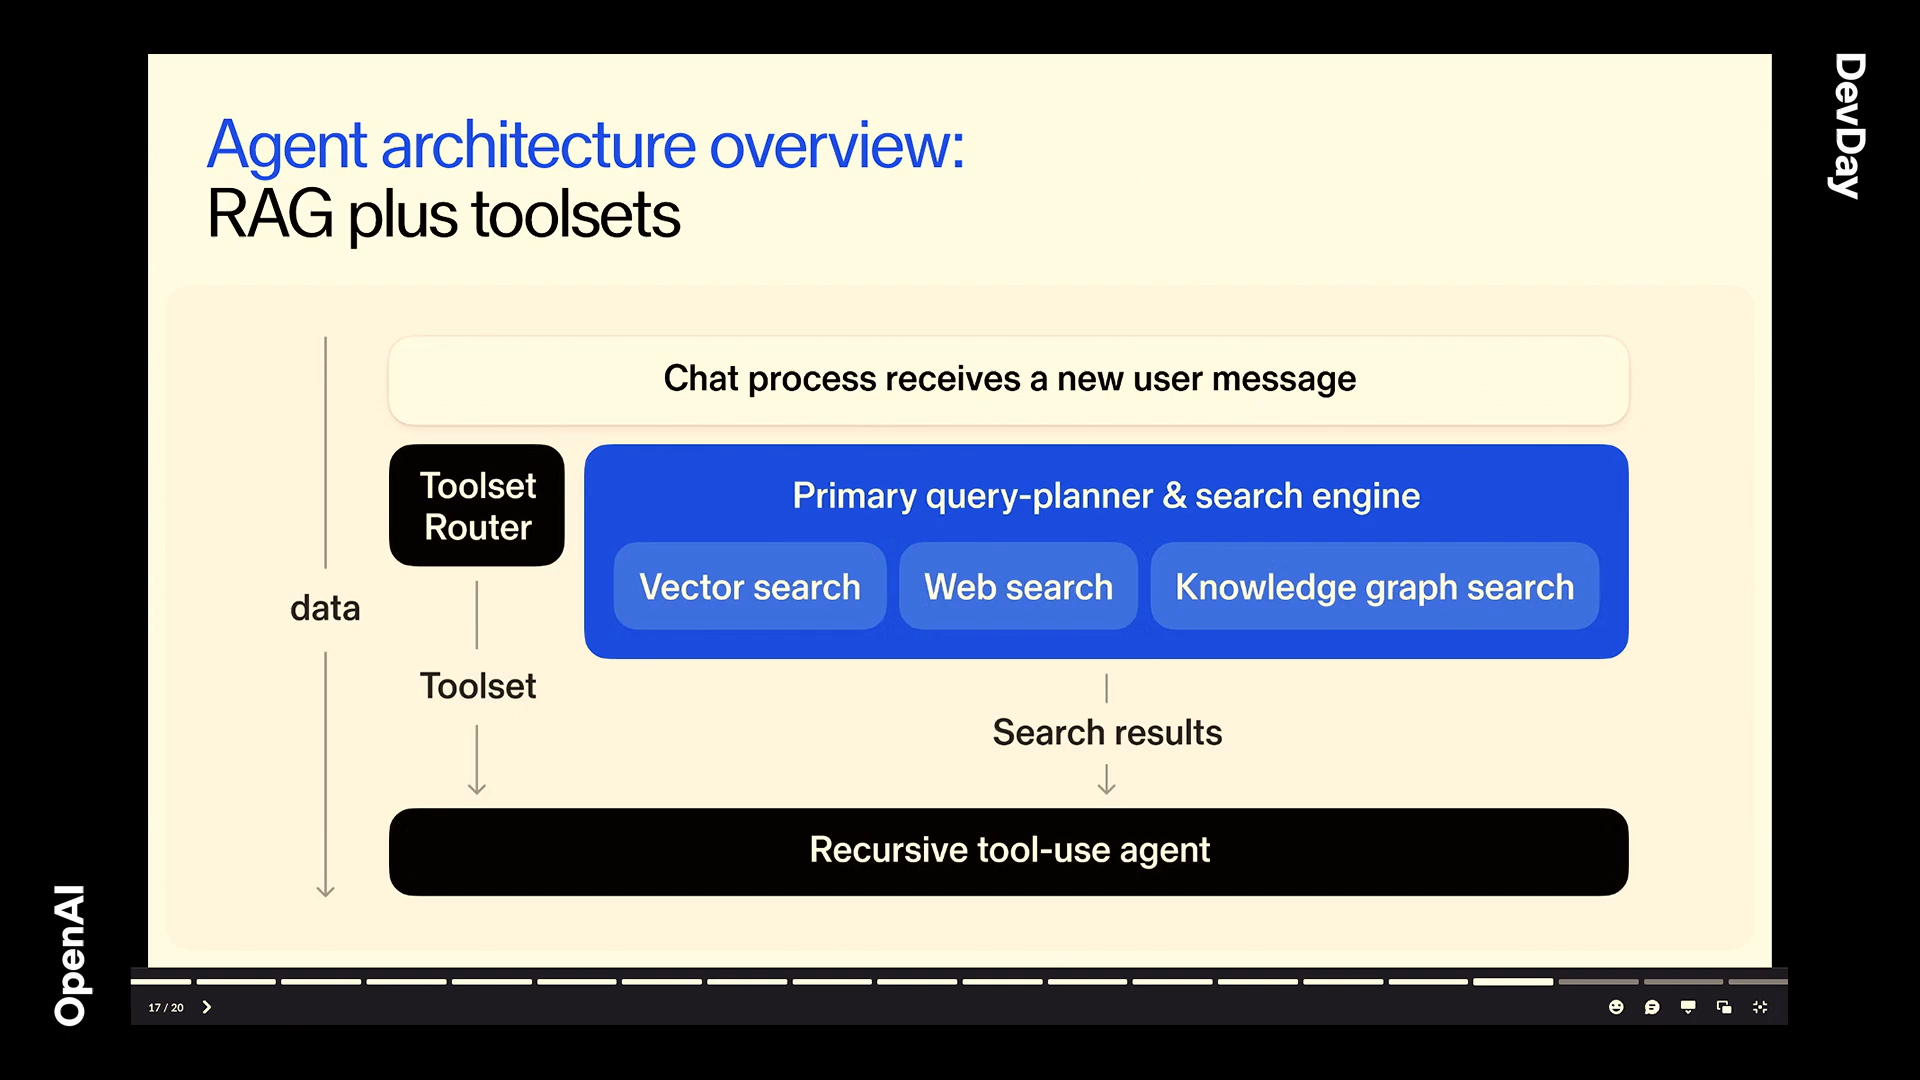 Agent architecture overview:
RAG plus toolsets
DevDay
Chat process receives a new user message
Toolset
Router
Primary query-planner & search engine
Vector search
Web search
Knowledge graph search
data
Toolset
Search results
Recursive tool-use agent
OpenAI
17 / 20